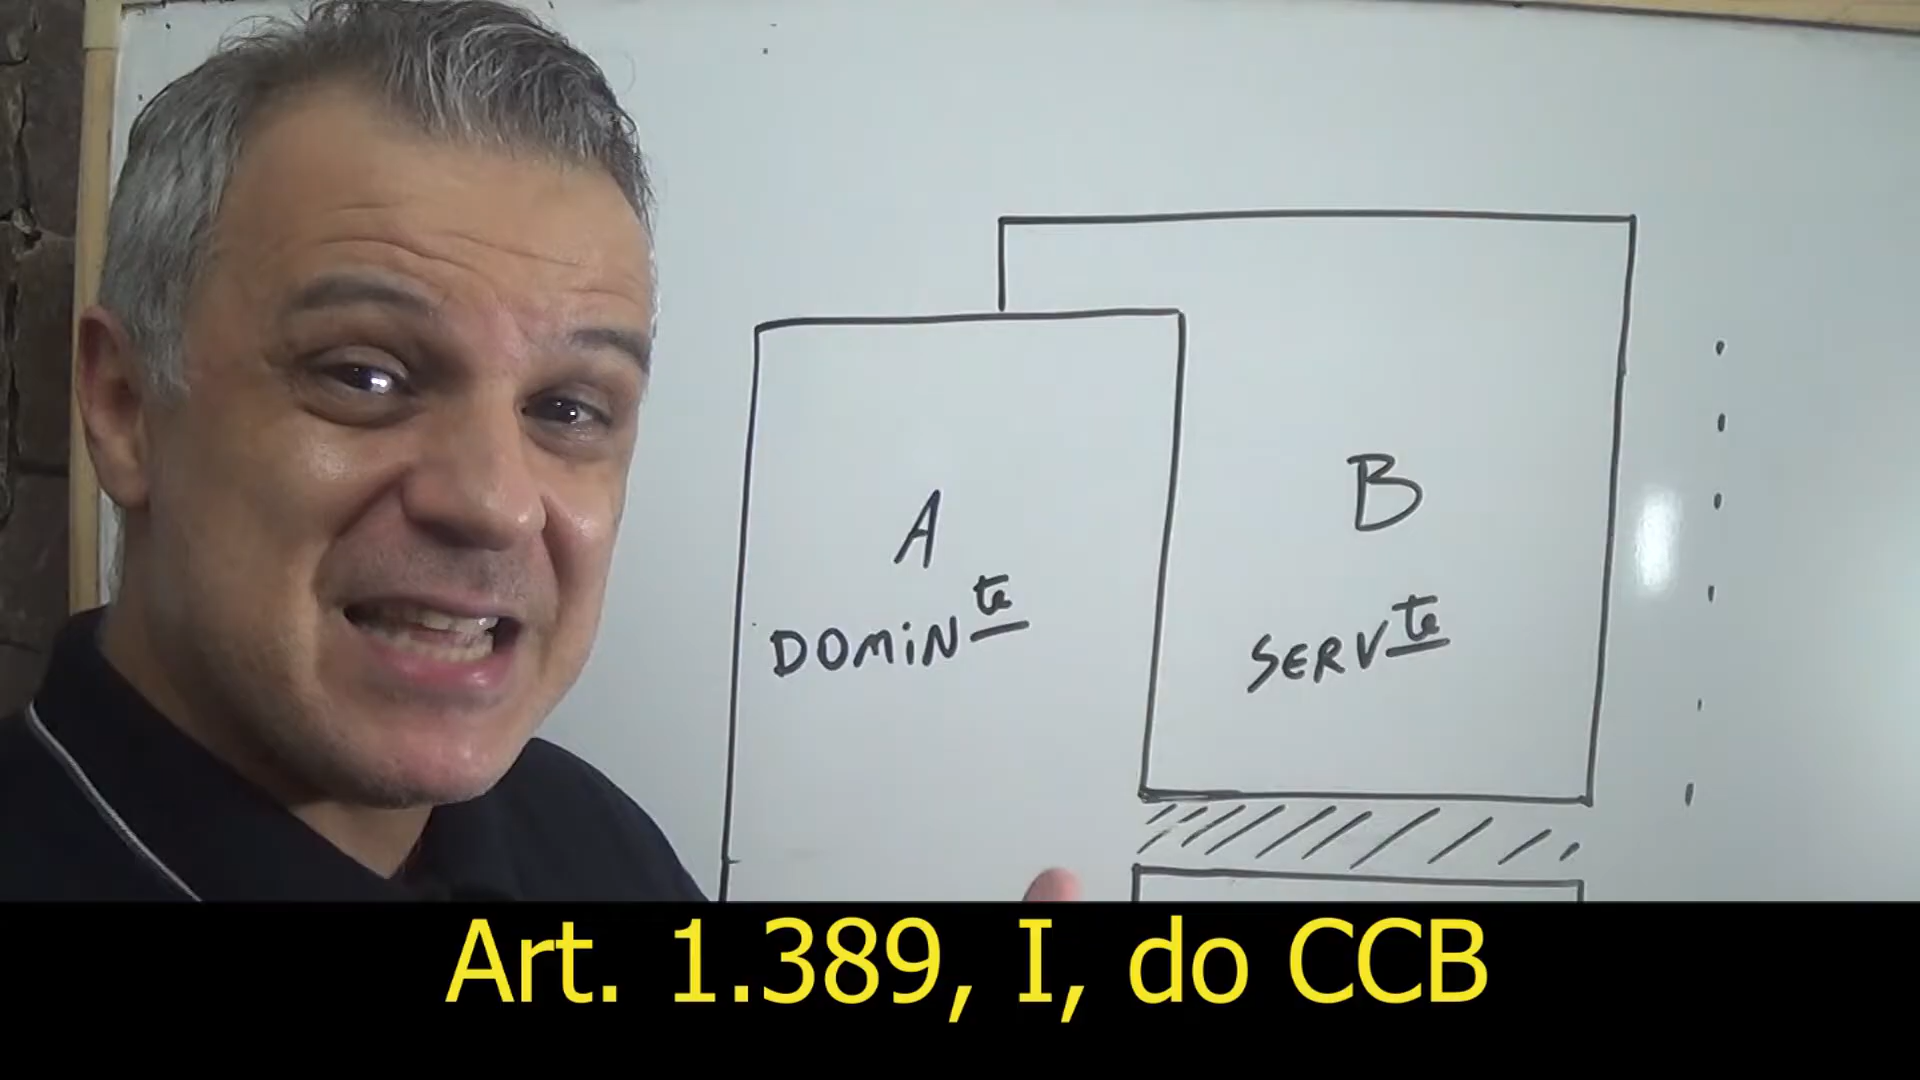 A
DOMiNte
B
SERVte
Art. 1.389, I, do CCB